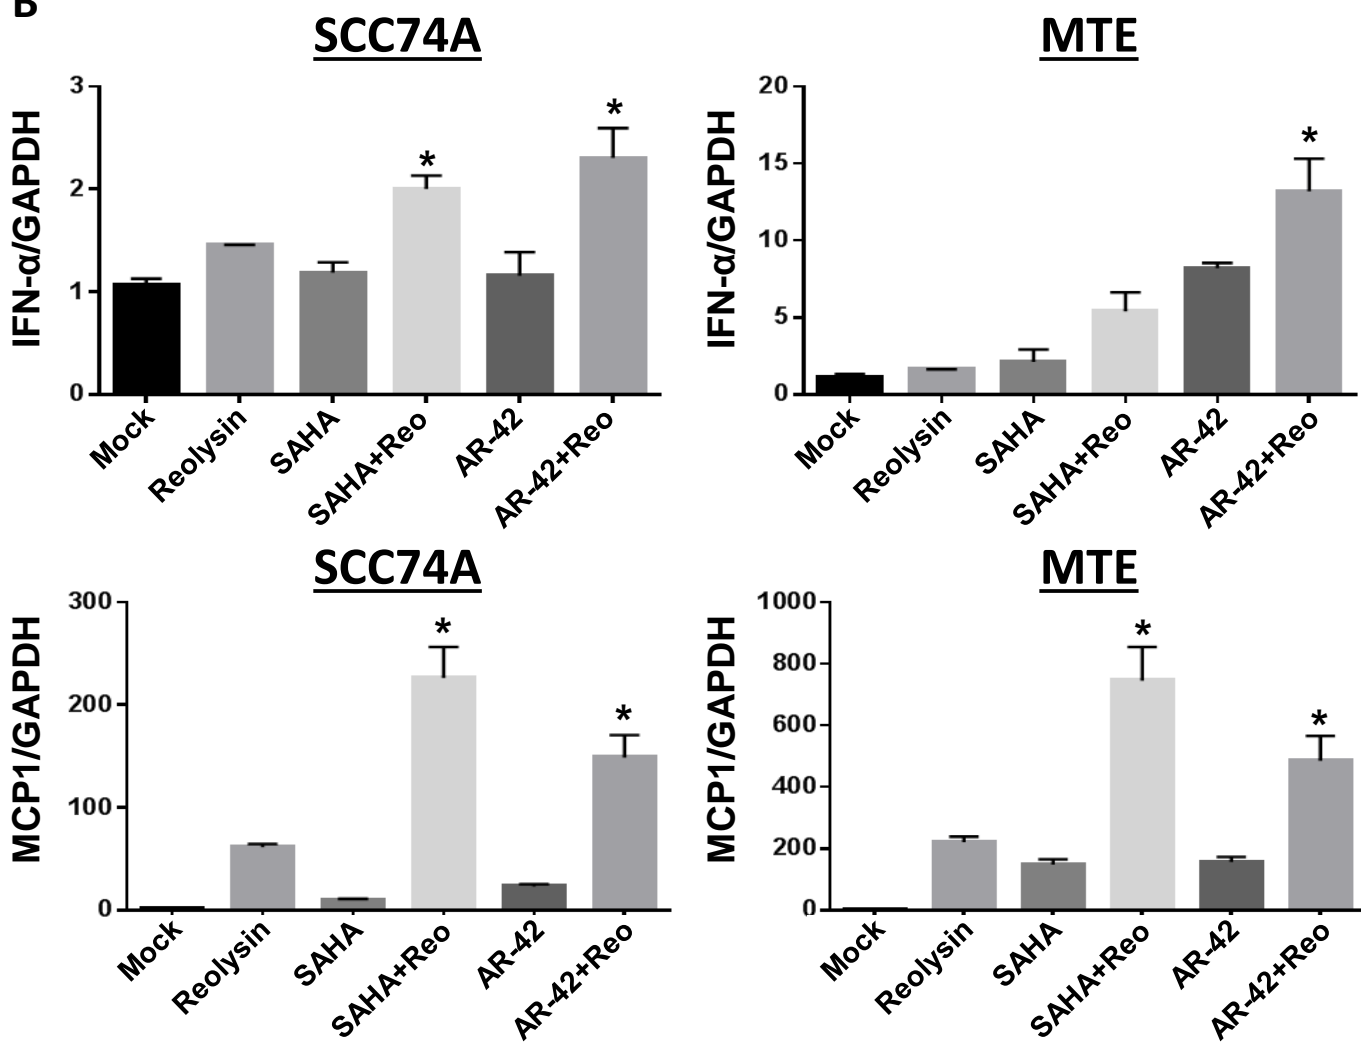 B
SCC74A
IFN-α/GAPDH
3
2
1
0
*
*
Mock
Reolysin
SAHA
SAHA+Reo
AR-42
AR-42+Reo
MTE
IFN-α/GAPDH
20
15
10
5
0
*
Mock
Reolysin
SAHA
SAHA+Reo
AR-42
AR-42+Reo
SCC74A
MCP1/GAPDH
300
200
100
0
*
*
Mock
Reolysin
SAHA
SAHA+Reo
AR-42
AR-42+Reo
MTE
MCP1/GAPDH
1000
800
600
400
200
0
*
*
Mock
Reolysin
SAHA
SAHA+Reo
AR-42
AR-42+Reo